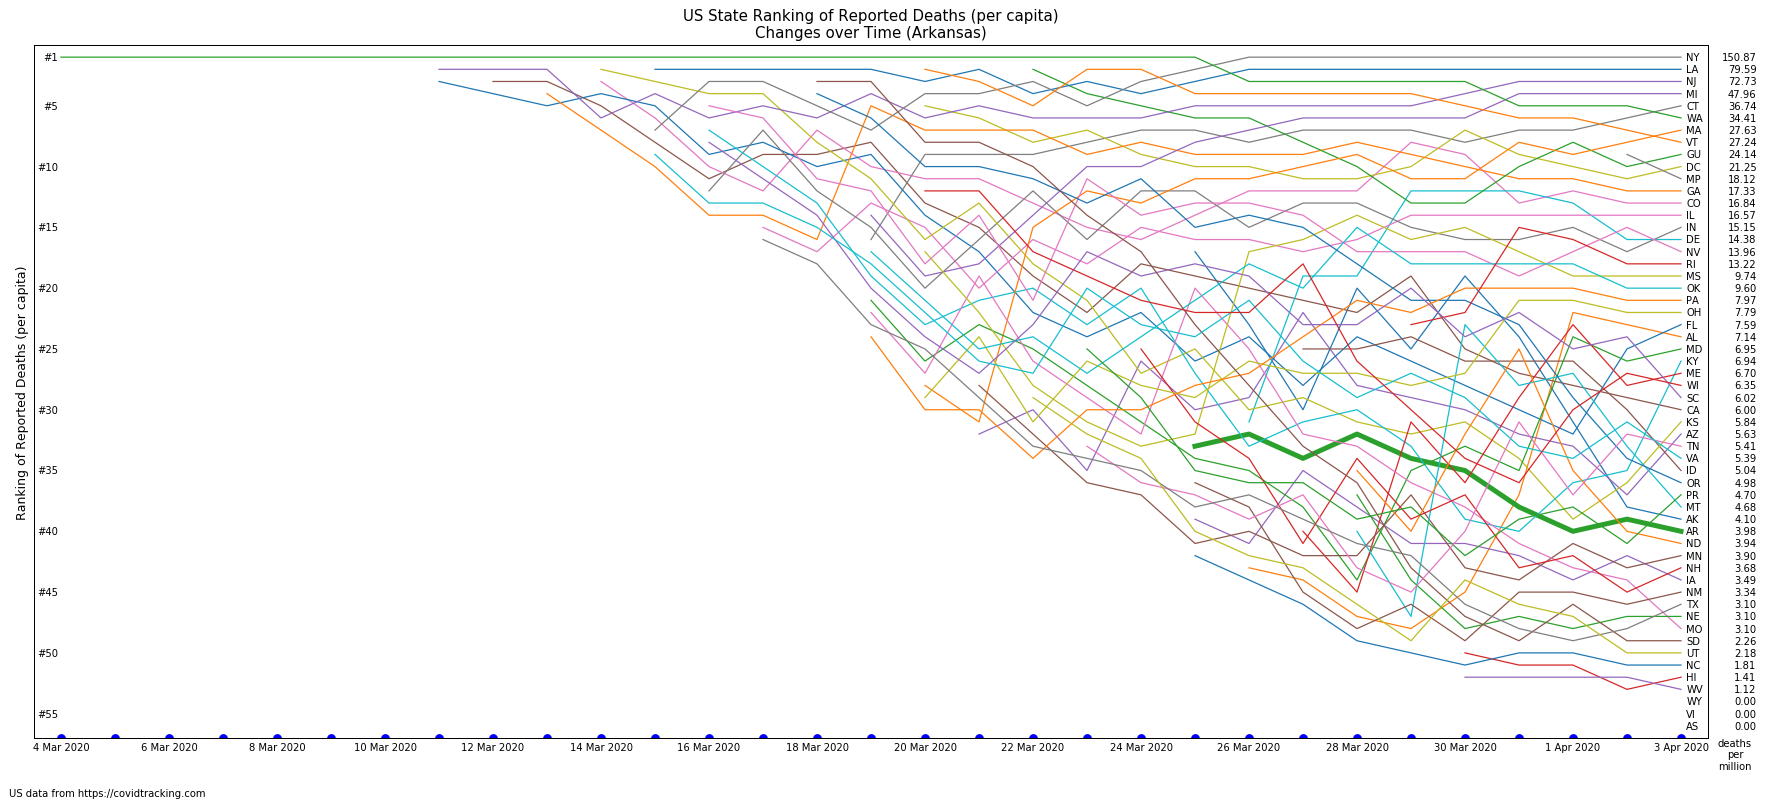 US State Ranking of Reported Deaths (per capita)
Changes over Time (Arkansas)
Ranking of Reported Deaths (per capita)
#1
#5
#10
#15
#20
#25
#30
#35
#40
#45
#50
#55
NY 150.87
LA 79.59
NJ 72.73
MI 47.96
CT 36.74
WA 34.41
MA 27.63
VT 27.24
GU 24.14
DC 21.25
MP 18.12
GA 17.33
CO 16.84
IL 16.57
IN 15.15
DE 14.38
NV 13.96
RI 13.22
MS 9.74
OK 9.60
PA 7.97
OH 7.79
FL 7.59
AL 7.14
MD 6.95
KY 6.94
ME 6.70
WI 6.35
SC 6.02
CA 6.00
KS 5.84
AZ 5.63
TN 5.41
VA 5.39
ID 5.04
OR 4.98
PR 4.70
MT 4.68
AK 4.10
AR 3.98
ND 3.94
MN 3.90
NH 3.68
IA 3.49
NM 3.34
TX 3.10
NE 3.10
MO 3.10
SD 2.26
UT 2.18
NC 1.81
HI 1.41
WV 1.12
WY 0.00
VI 0.00
AS 0.00
4 Mar 2020 6 Mar 2020 8 Mar 2020 10 Mar 2020 12 Mar 2020 14 Mar 2020 16 Mar 2020 18 Mar 2020 20 Mar 2020 22 Mar 2020 24 Mar 2020 26 Mar 2020 28 Mar 2020 30 Mar 2020 1 Apr 2020 3 Apr 2020
deaths
per
million
US data from https://covidtracking.com